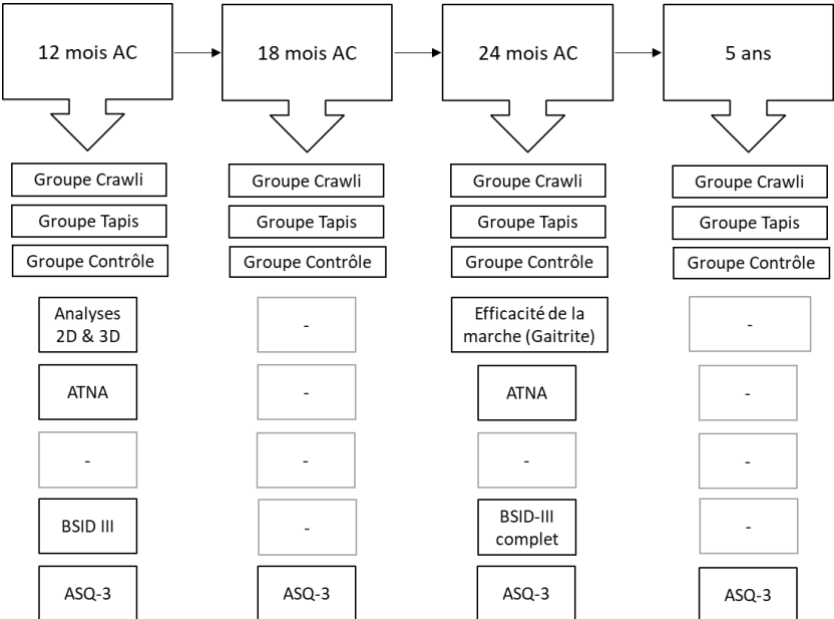 12 mois AC
18 mois AC
24 mois AC
5 ans
Groupe Crawli
Groupe Crawli
Groupe Crawli
Groupe Crawli
Groupe Tapis
Groupe Tapis
Groupe Tapis
Groupe Tapis
Groupe Contrôle
Groupe Contrôle
Groupe Contrôle
Groupe Contrôle
Analyses
2D & 3D
-
Efficacité de la
marche (Gaitrite)
-
ATNA
-
ATNA
-
-
-
-
-
BSID III
-
BSID-III
complet
-
ASQ-3
ASQ-3
ASQ-3
ASQ-3